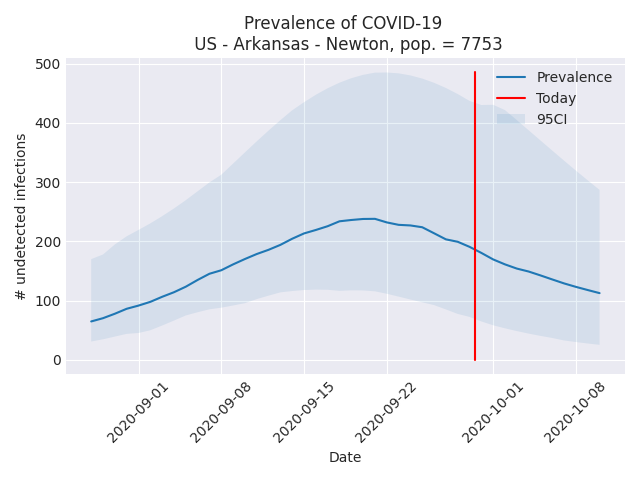 Prevalence of COVID-19
US - Arkansas - Newton, pop. = 7753
# undetected infections
500
400
300
200
100
0
Prevalence
Today
95CI
2020-09-01
2020-09-08
2020-09-15
2020-09-22
2020-10-01
2020-10-08
Date